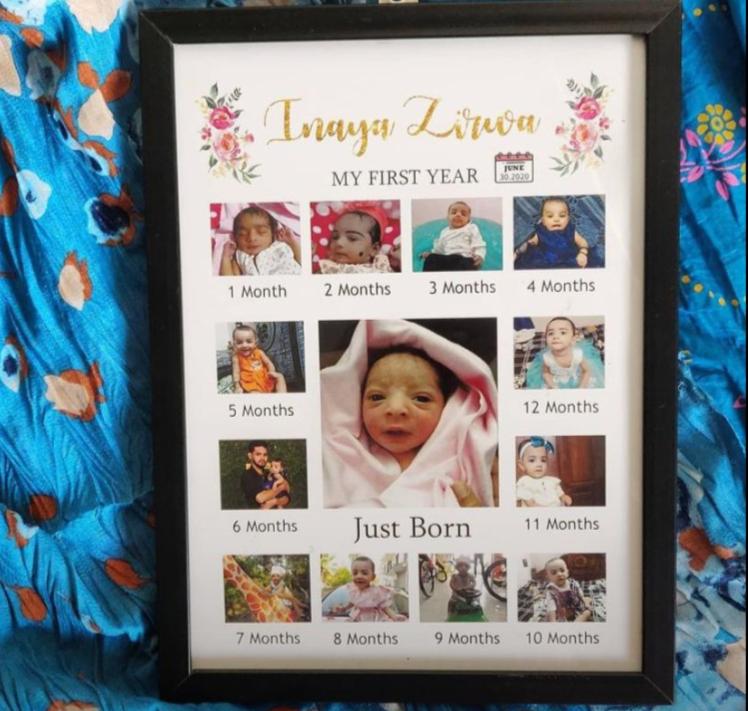 Inaya Zirwa
MY FIRST YEAR
JUNE
30.2020
1 Month
2 Months
3 Months
4 Months
5 Months
12 Months
6 Months
Just Born
11 Months
7 Months
8 Months
9 Months
10 Months